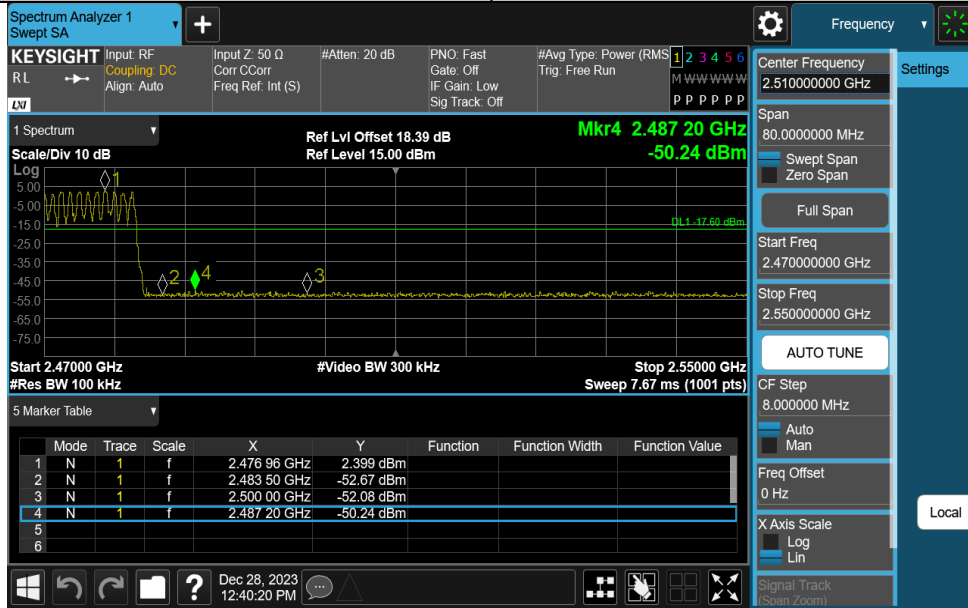 Spectrum Analyzer 1
Swept SA
+
Frequency
KEYSIGHT Input: RF Input Z: 50 Ω #Atten: 20 dB PNO: Fast #Avg Type: Power (RMS 1 2 3 4 5 6
RL Coupling: DC Corr CCorr Gate: Off Trig: Free Run M W W W W W
Align: Auto Freq Ref: Int (S) IF Gain: Low
LXI Sig Track: Off P P P P P P
1 Spectrum
Scale/Div 10 dB
Ref Lvl Offset 18.39 dB
Ref Level 15.00 dBm
Mkr4 2.487 20 GHz
-50.24 dBm
Log
5.00
-5.00
-15.0
-25.0
-35.0
-45.0
-55.0
-65.0
-75.0
1
2
4
3
DL1 -17.60 dBm
Start 2.47000 GHz #Video BW 300 kHz Stop 2.55000 GHz
#Res BW 100 kHz Sweep 7.67 ms (1001 pts)
5 Marker Table
Mode Trace Scale X Y Function Function Width Function Value
1 N 1 f 2.476 96 GHz 2.399 dBm
2 N 1 f 2.483 50 GHz -52.67 dBm
3 N 1 f 2.500 00 GHz -52.08 dBm
4 N 1 f 2.487 20 GHz -50.24 dBm
5
6
?
Dec 28, 2023
12:40:20 PM
Center Frequency
2.510000000 GHz
Span
80.0000000 MHz
Swept Span
Zero Span
Full Span
Start Freq
2.470000000 GHz
Stop Freq
2.550000000 GHz
AUTO TUNE
CF Step
8.000000 MHz
Auto
Man
Freq Offset
0 Hz
X Axis Scale
Log
Lin
Signal Track
(Span Zoom)
Settings
Local